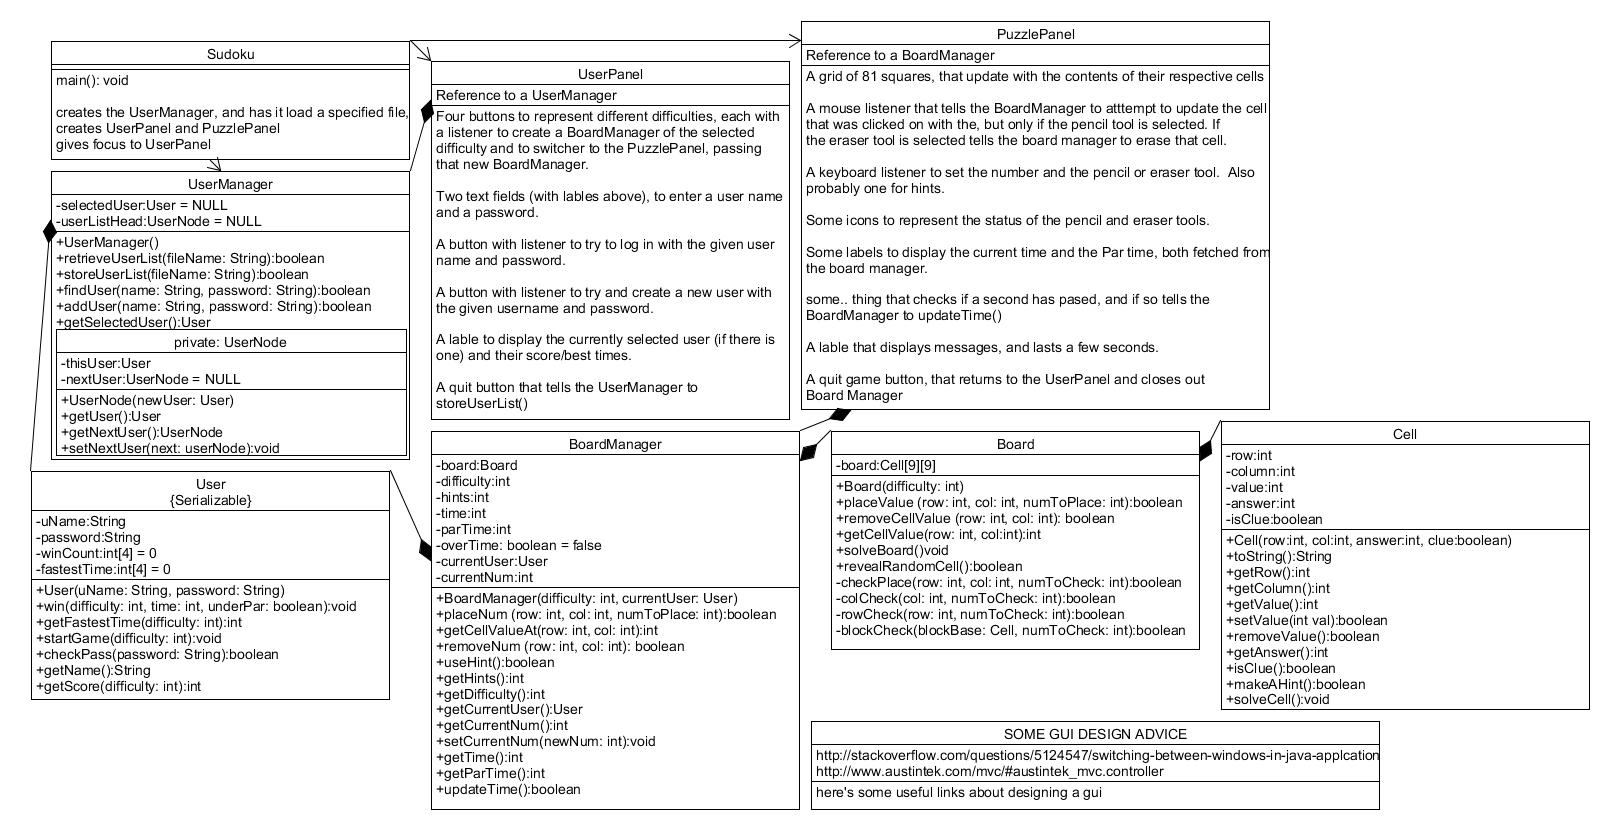 Sudoku
main(): void
creates the UserManager, and has it load a specified file,
creates UserPanel and PuzzlePanel
gives focus to UserPanel
UserManager
-selectedUser:User = NULL
-userListHead:UserNode = NULL
+UserManager()
+retrieveUserList(fileName: String):boolean
+storeUserList(fileName: String):boolean
+findUser(name: String, password: String):boolean
+addUser(name: String, password: String):boolean
+getSelectedUser():User
private: UserNode
-thisUser:User
-nextUser:UserNode = NULL
+UserNode(newUser: User)
+getUser():User
+getNextUser():UserNode
+setNextUser(next: userNode):void
User
{Serializable}
-uName:String
-password:String
-winCount:int[4] = 0
-fastestTime:int[4] = 0
+User(uName: String, password: String)
+win(difficulty: int, time: int, underPar: boolean):void
+getFastestTime(difficulty: int):int
+startGame(difficulty: int):void
+checkPass(password: String):boolean
+getName():String
+getScore(difficulty: int):int
UserPanel
Reference to a UserManager
Four buttons to represent different difficulties, each with
a listener to create a BoardManager of the selected
difficulty and to switcher to the PuzzlePanel, passing
that new BoardManager.
Two text fields (with lables above), to enter a user name
and a password.
A button with listener to try to log in with the given user
name and password.
A button with listener to try and create a new user with
the given username and password.
A lable to display the currently selected user (if there is
one) and their score/best times.
A quit button that tells the UserManager to
storeUserList()
PuzzlePanel
Reference to a BoardManager
A grid of 81 squares, that update with the contents of their respective cells
A mouse listener that tells the BoardManager to atttempt to update the cell
that was clicked on with the, but only if the pencil tool is selected. If
the eraser tool is selected tells the board manager to erase that cell.
A keyboard listener to set the number and the pencil or eraser tool.  Also
probably one for hints.
Some icons to represent the status of the pencil and eraser tools.
Some labels to display the current time and the Par time, both fetched from
the board manager.
some.. thing that checks if a second has pased, and if so tells the
BoardManager to updateTime()
A lable that displays messages, and lasts a few seconds.
A quit game button, that returns to the UserPanel and closes out
Board Manager
BoardManager
-board:Board
-difficulty:int
-hints:int
-time:int
-parTime:int
-overTime: boolean = false
-currentUser:User
-currentNum:int
+BoardManager(difficulty: int, currentUser: User)
+placeNum (row: int, col: int, numToPlace: int):boolean
+getCellValueAt(row: int, col: int):int
+removeNum (row: int, col: int): boolean
+useHint():boolean
+getHints():int
+getDifficulty():int
+getCurrentUser():User
+getCurrentNum():int
+setCurrentNum(newNum: int):void
+getTime():int
+getParTime():int
+updateTime():boolean
Board
-board:Cell[9][9]
+Board(difficulty: int)
+placeValue (row: int, col: int, numToPlace: int):boolean
+removeCellValue (row: int, col: int): boolean
+getCellValue(row: int, col:int):int
+solveBoard()void
+revealRandomCell():boolean
-checkPlace(row: int, col: int, numToCheck: int):boolean
-colCheck(col: int, numToCheck: int):boolean
-rowCheck(row: int, numToCheck: int):boolean
-blockCheck(blockBase: Cell, numToCheck: int):boolean
Cell
-row:int
-column:int
-value:int
-answer:int
-isClue:boolean
+Cell(row:int, col:int, answer:int, clue:boolean)
+toString():String
+getRow():int
+getColumn():int
+getValue():int
+setValue(int val):boolean
+removeValue():boolean
+getAnswer():int
+isClue():boolean
+makeAHint():boolean
+solveCell():void
SOME GUI DESIGN ADVICE
http://stackoverflow.com/questions/5124547/switching-between-windows-in-java-applcation
http://www.austintek.com/mvc/#austintek_mvc.controller
here's some useful links about designing a gui